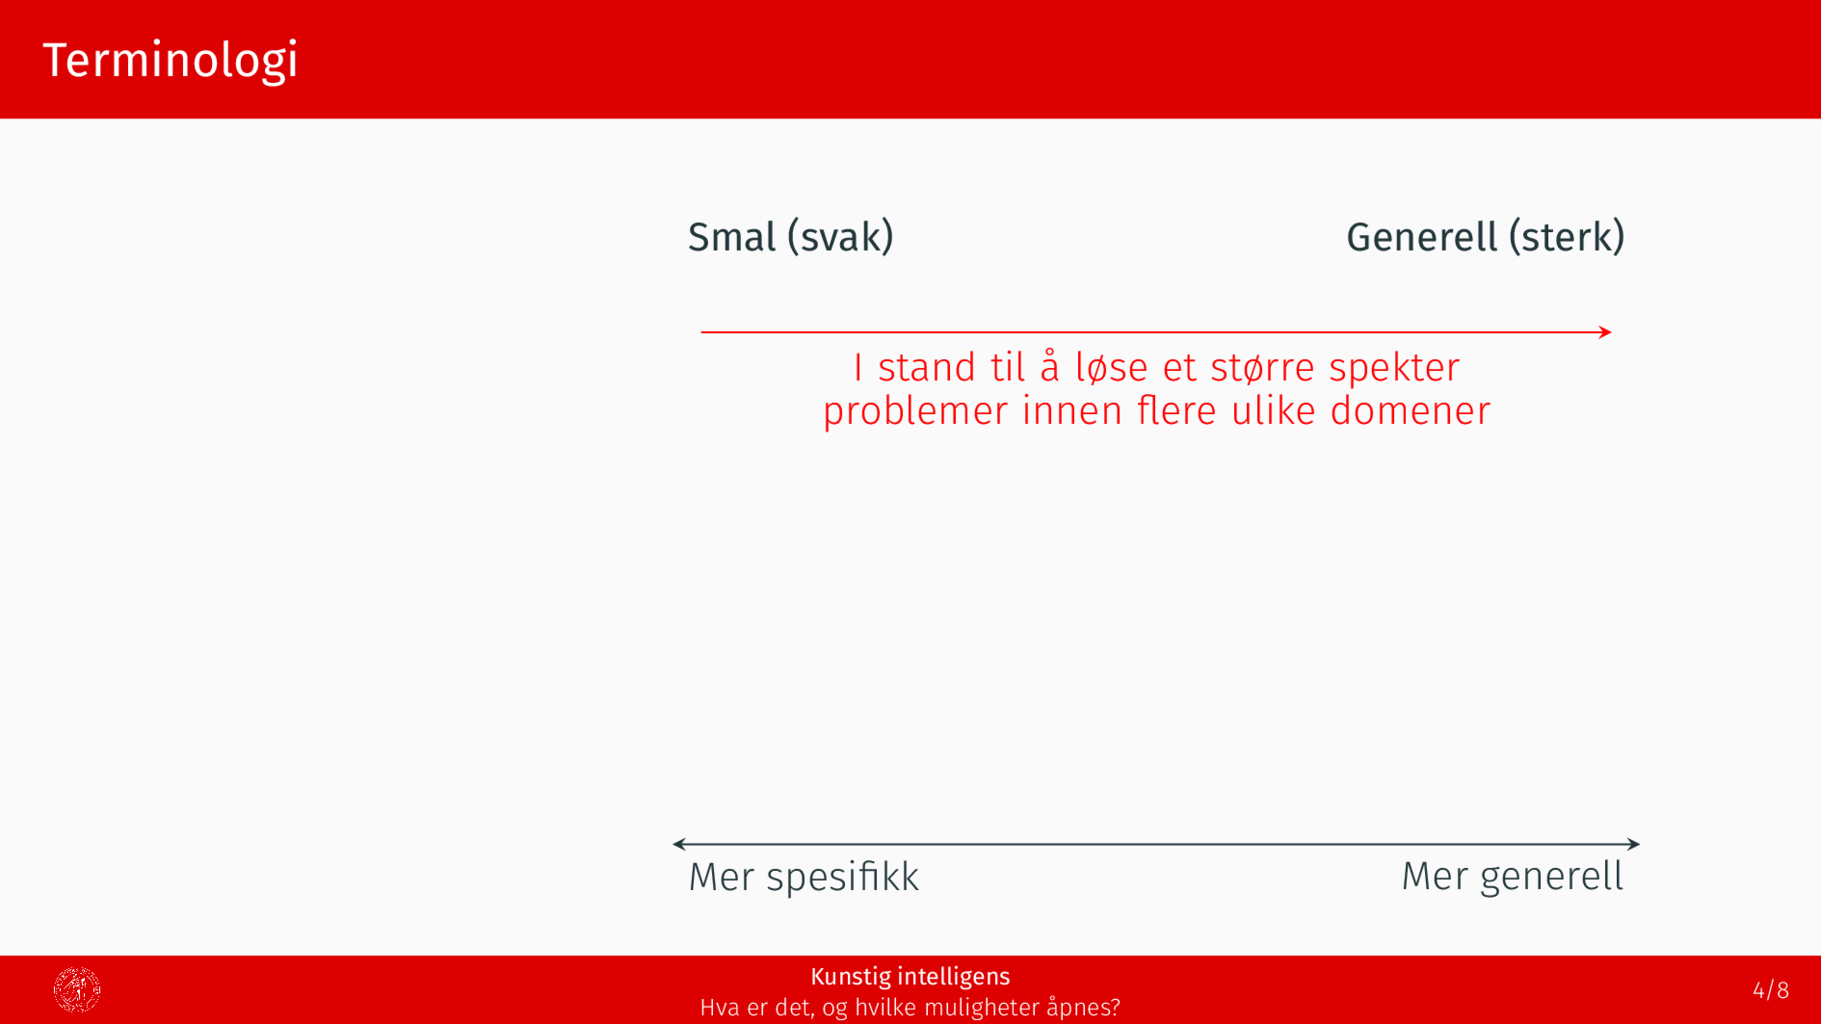 Terminologi
Smal (svak)
Generell (sterk)
I stand til å løse et større spekter
problemer innen flere ulike domener
Mer spesifikk
Mer generell
Kunstig intelligens
Hva er det, og hvilke muligheter åpnes?
4/8